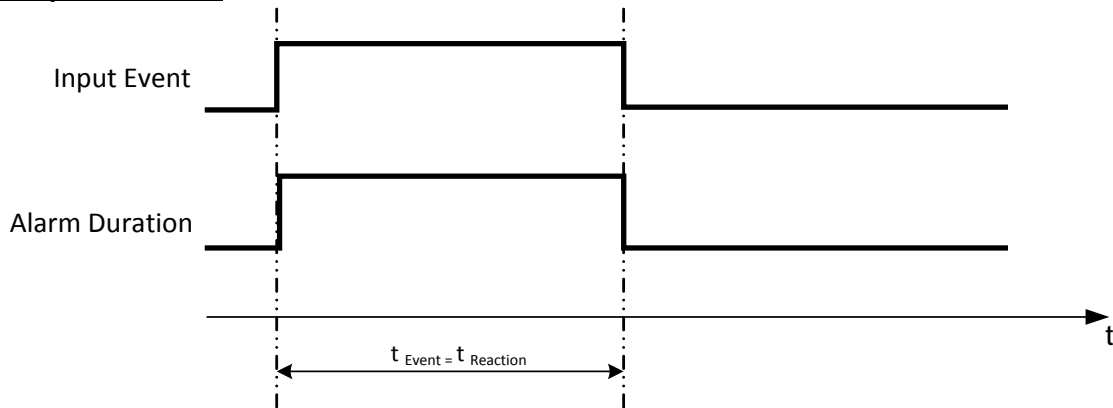 Input Event
Alarm Duration
t
t Event = t Reaction